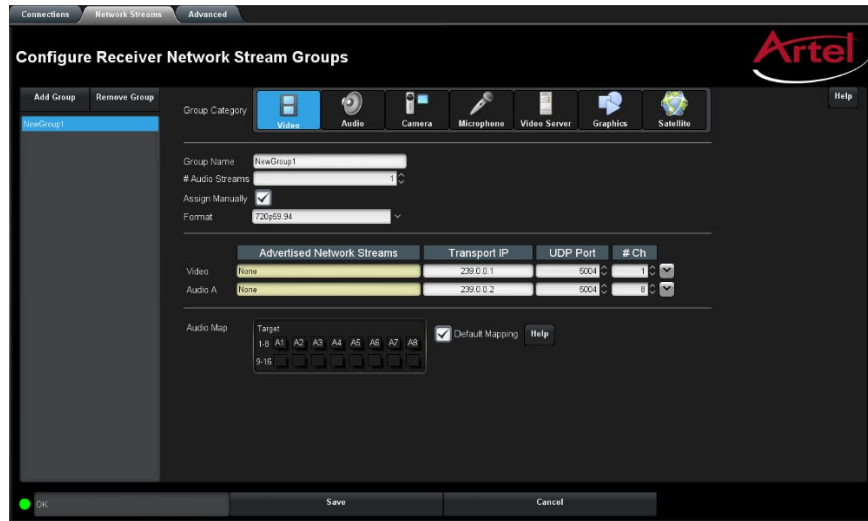 Connections Network Streams Advanced
Configure Receiver Network Stream Groups
Artel
Add Group Remove Group
Help
NewGroup1
Group Category
Video Audio Camera Microphone Video Server Graphics Satellite
Group Name NewGroup1
# Audio Streams 1
Assign Manually
Format 720p59.94
Advertised Network Streams Transport IP UDP Port # Ch
Video None 239.0.0.1 5004 1
Audio A None 239.0.0.2 5004 8
Audio Map Target
1-8 A1 A2 A3 A4 A5 A6 A7 A8
9-16
Default Mapping Help
OK Save Cancel